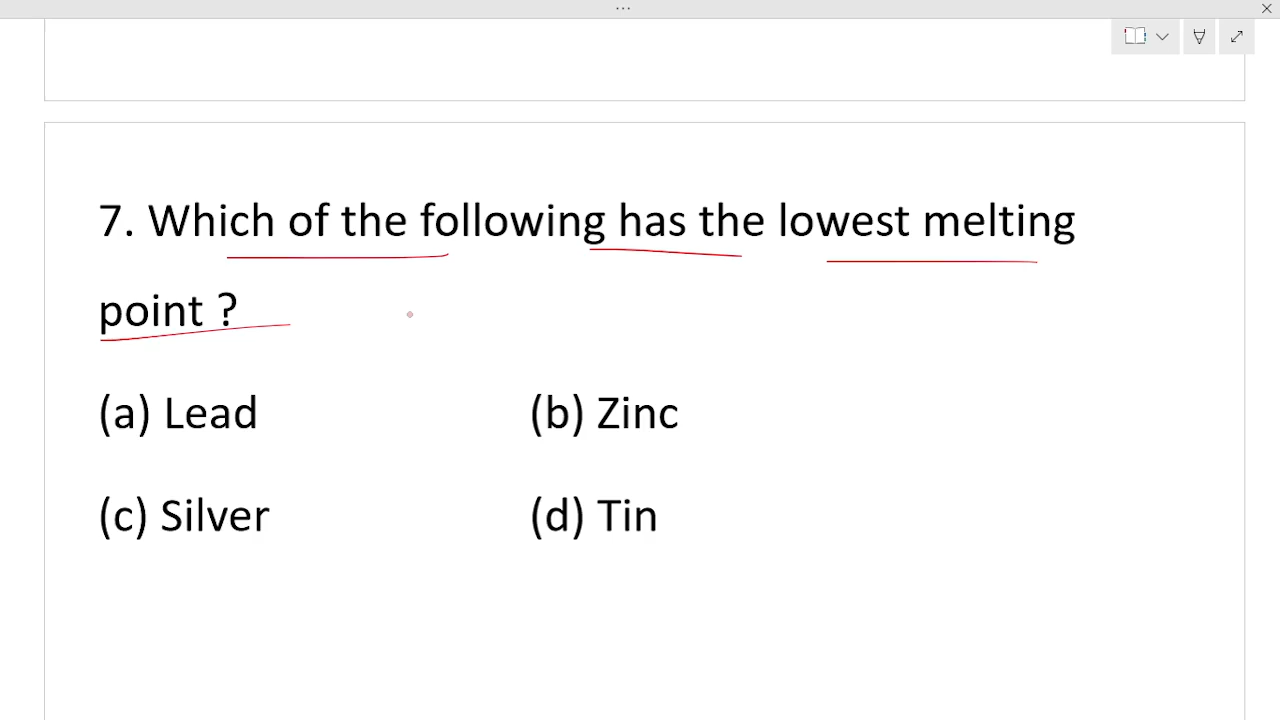 7. Which of the following has the lowest melting
point ?
(a) Lead (b) Zinc
(c) Silver (d) Tin